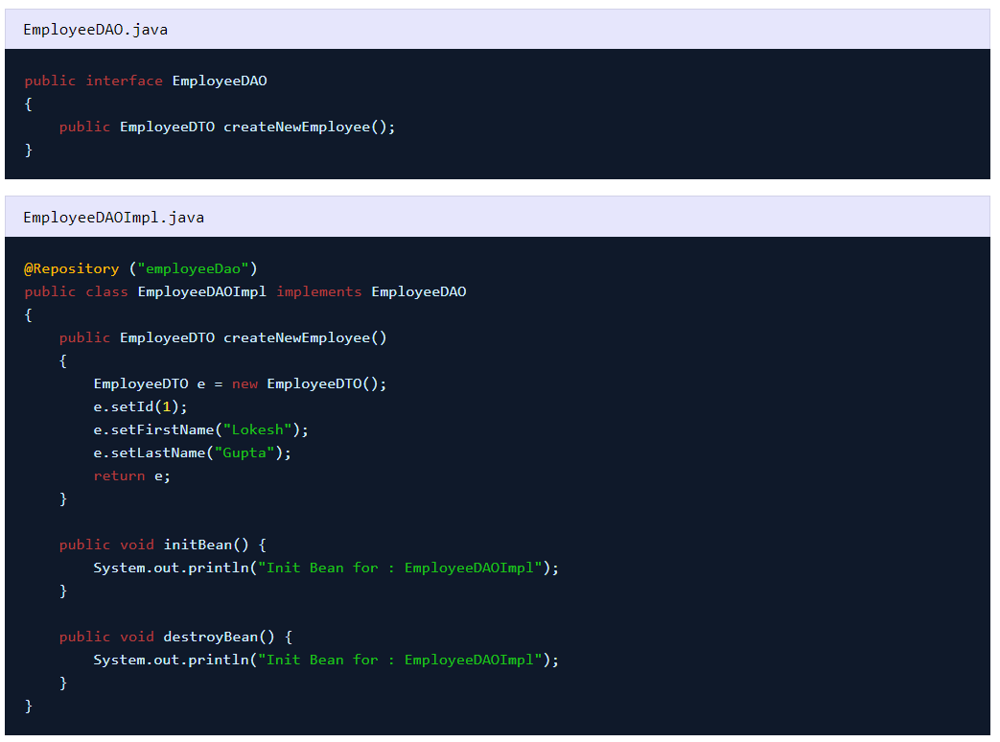 EmployeeDAO.java
public interface EmployeeDAO
{
    public EmployeeDTO createNewEmployee();
}
EmployeeDAOImpl.java
@Repository ("employeeDao")
public class EmployeeDAOImpl implements EmployeeDAO
{
    public EmployeeDTO createNewEmployee()
    {
        EmployeeDTO e = new EmployeeDTO();
        e.setId(1);
        e.setFirstName("Lokesh");
        e.setLastName("Gupta");
        return e;
    }
    public void initBean() {
        System.out.println("Init Bean for : EmployeeDAOImpl");
    }
    public void destroyBean() {
        System.out.println("Init Bean for : EmployeeDAOImpl");
    }
}